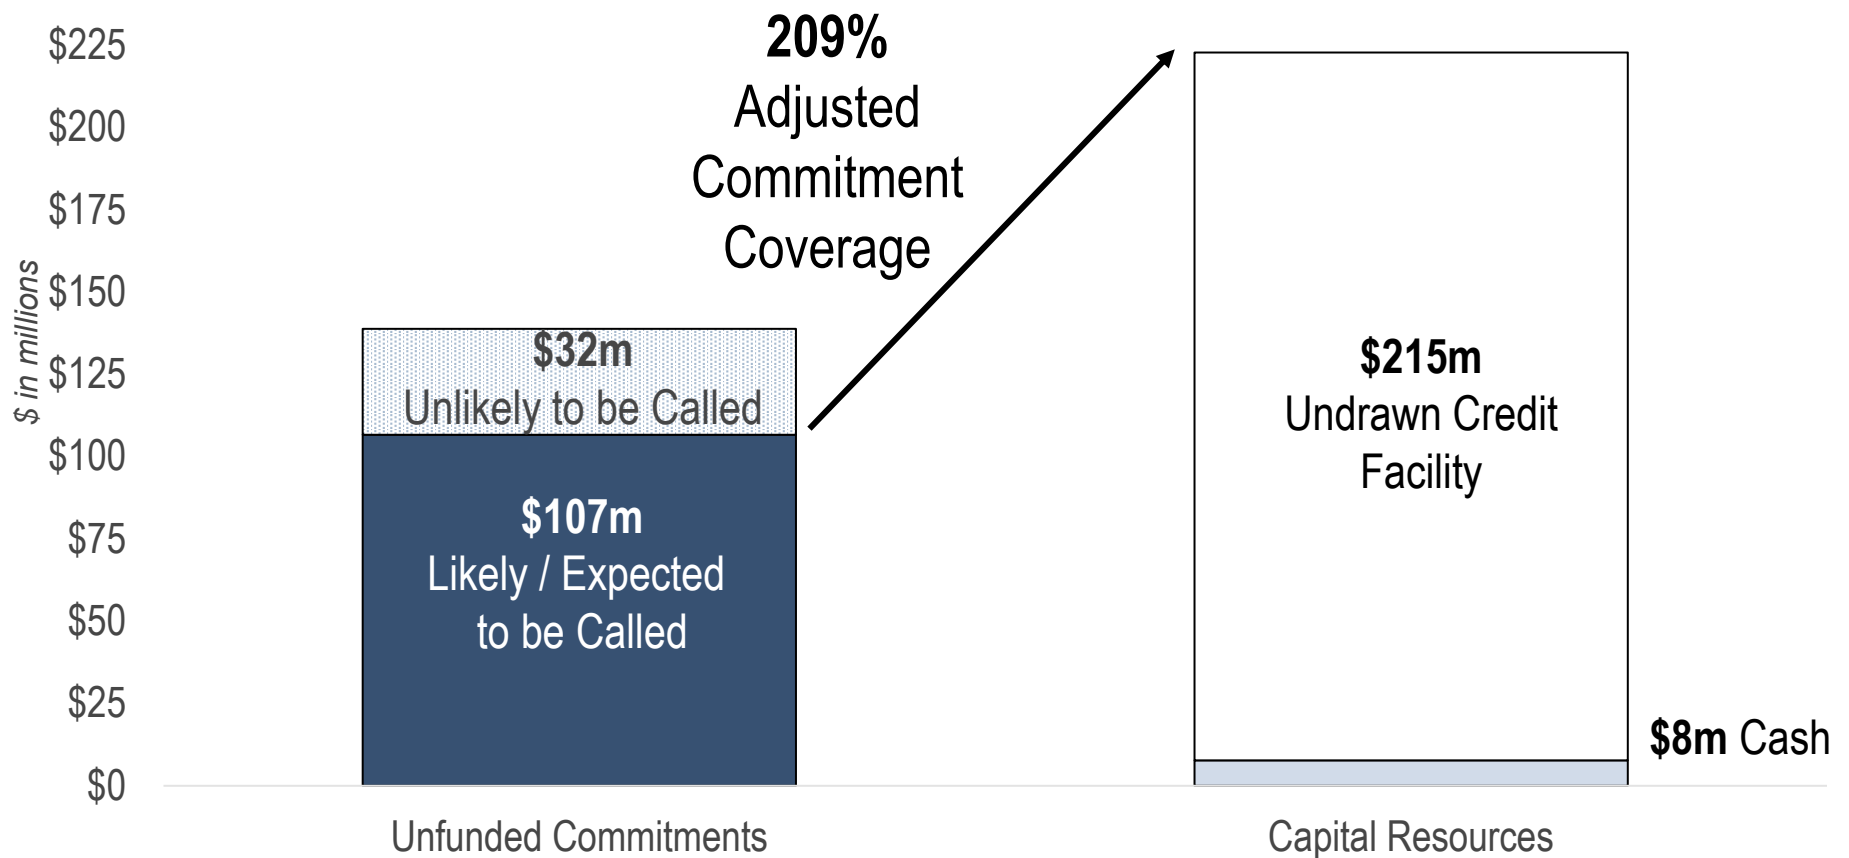 $225
$200
$175
$150
$125
$100
$75
$50
$25
$0
$ in millions
209%
Adjusted
Commitment
Coverage
$32m
Unlikely to be Called
$107m
Likely / Expected
to be Called
$215m
Undrawn Credit
Facility
$8m Cash
Unfunded Commitments
Capital Resources